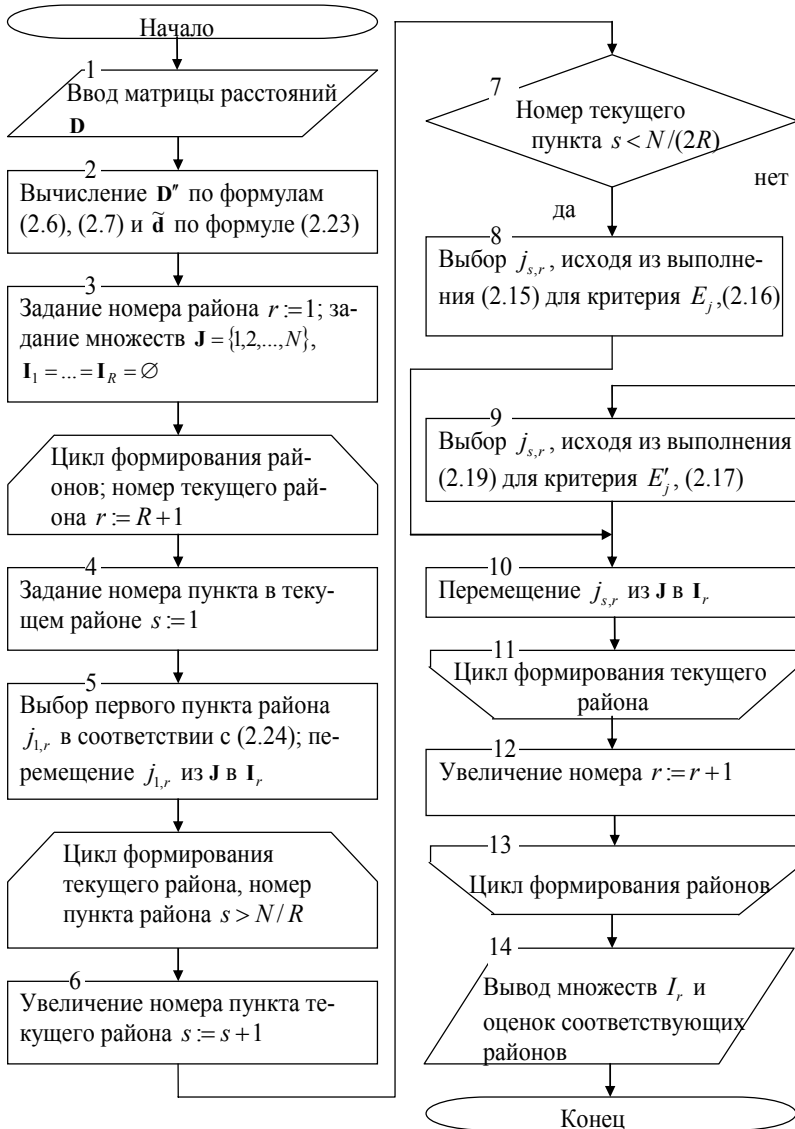 Начало
1
Ввод матрицы расстояний
D
2
Вычисление D″ по формулам
(2.6), (2.7) и d̃ по формуле (2.23)
3
Задание номера района r := 1; за-
дание множеств J = {1,2,...,N},
I₁ = ... = I_R = ∅
Цикл формирования рай-
онов; номер текущего рай-
она r := R + 1
4
Задание номера пункта в теку-
щем районе s := 1
5
Выбор первого пункта района
j₁,ᵣ в соответствии с (2.24); пе-
ремещение j₁,ᵣ из J в Iᵣ
Цикл формирования
текущего района, номер
пункта района s > N / R
6
Увеличение номера пункта те-
кущего района s := s + 1
7
Номер текущего
пункта s < N /(2R)
нет
да
8
Выбор jₛ,ᵣ , исходя из выполне-
ния (2.15) для критерия Eⱼ ,(2.16)
9
Выбор jₛ,ᵣ , исходя из выполнения
(2.19) для критерия E′ⱼ , (2.17)
10
Перемещение jₛ,ᵣ из J в Iᵣ
11
Цикл формирования текущего
района
12
Увеличение номера r := r + 1
13
Цикл формирования районов
14
Вывод множеств Iᵣ и
оценок соответствующих
районов
Конец